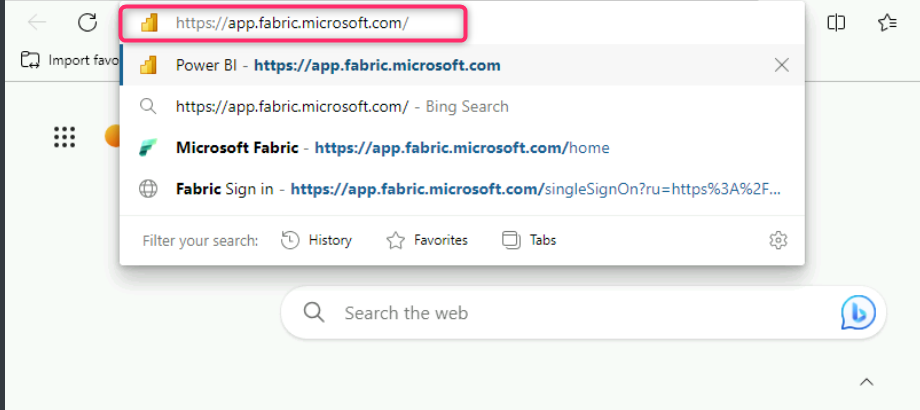 https://app.fabric.microsoft.com/
Import favo
Power BI - https://app.fabric.microsoft.com
https://app.fabric.microsoft.com/ - Bing Search
Microsoft Fabric - https://app.fabric.microsoft.com/home
Fabric Sign in - https://app.fabric.microsoft.com/singleSignOn?ru=https%3A%2F...
Filter your search: History Favorites Tabs
Search the web